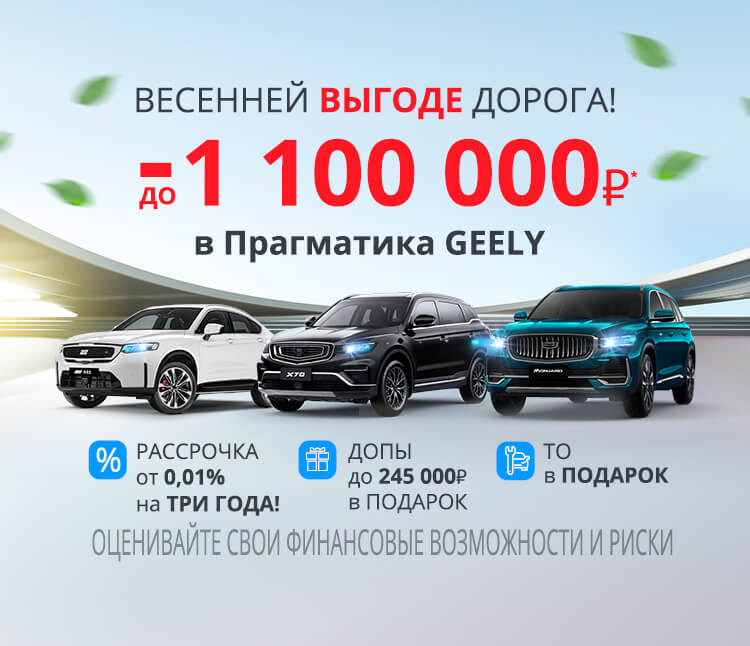 ВЕСЕННЕЙ ВЫГОДЕ ДОРОГА!
до -1 100 000₽*
в Прагматика GEELY
X70
MONJARO
% РАССРОЧКА
от 0,01%
на ТРИ ГОДА!
ДОПЫ
до 245 000₽
в ПОДАРОК
ТО
в ПОДАРОК
ОЦЕНИВАЙТЕ СВОИ ФИНАНСОВЫЕ ВОЗМОЖНОСТИ И РИСКИ